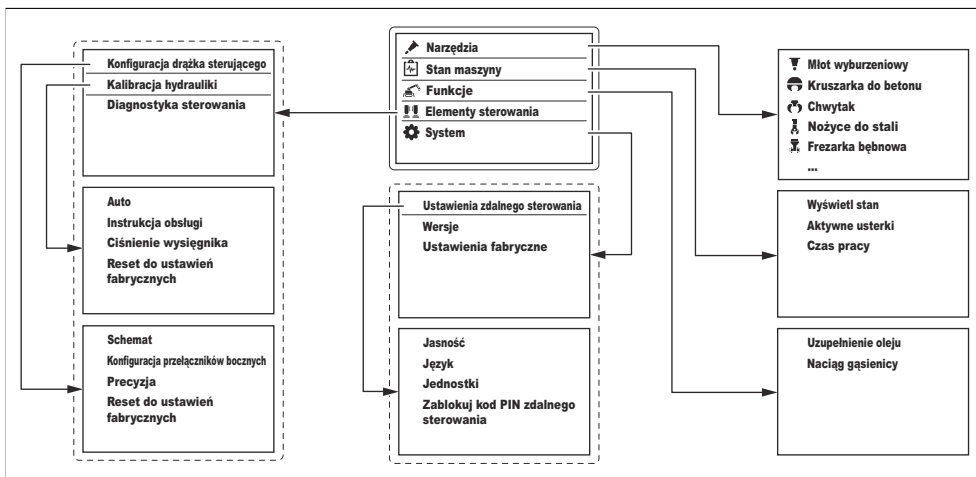 Konfiguracja drążka sterującego
Kalibracja hydrauliki
Diagnostyka sterowania
Auto
Instrukcja obsługi
Ciśnienie wysięgnika
Reset do ustawień
fabrycznych
Schemat
Konfiguracja przełączników bocznych
Precyzja
Reset do ustawień
fabrycznych
Narzędzia
Stan maszyny
Funkcje
Elementy sterowania
System
Ustawienia zdalnego sterowania
Wersje
Ustawienia fabryczne
Jasność
Język
Jednostki
Zablokuj kod PIN zdalnego
sterowania
Młot wyburzeniowy
Kruszarka do betonu
Chwytak
Nożyce do stali
Frezarka bębnowa
...
Wyświetl stan
Aktywne usterki
Czas pracy
Uzupełnienie oleju
Naciąg gąsienicy